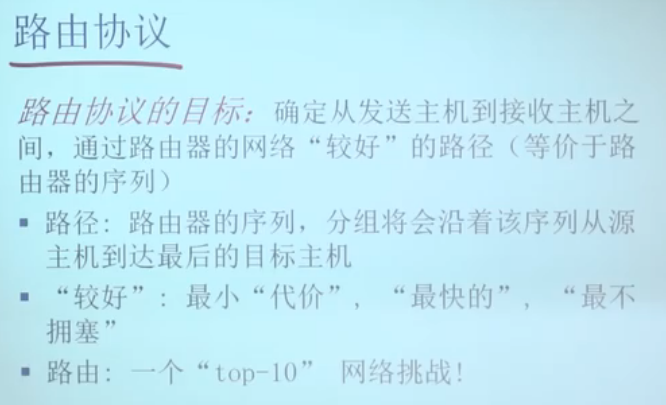 路由协议
路由协议的目标：确定从发送主机到接收主机之
间，通过路由器的网络“较好”的路径（等价于路
由器的序列）
▪ 路径：路由器的序列，分组将会沿着该序列从源
主机到达最后的目标主机
▪ “较好”：最小“代价”，“最快的”，“最不
拥塞”
▪ 路由：一个“top-10” 网络挑战！